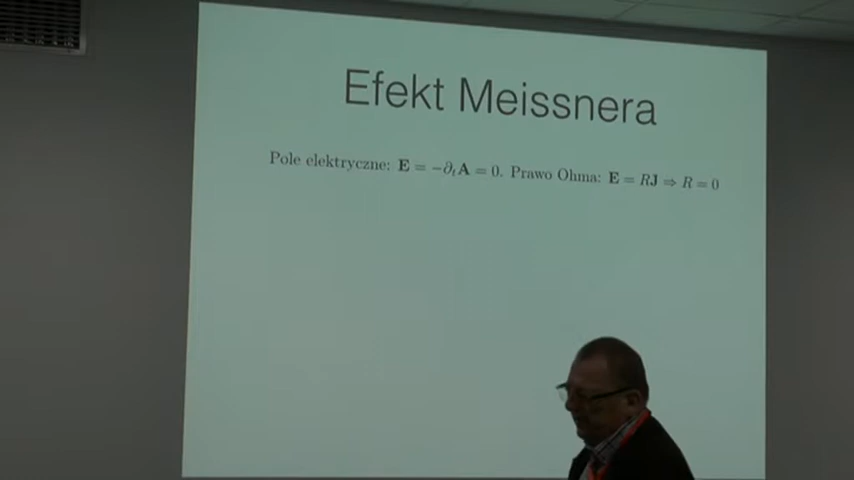 Efekt Meissnera
Pole elektryczne: E = −∂ₜA = 0. Prawo Ohma: E = RJ ⇒ R = 0